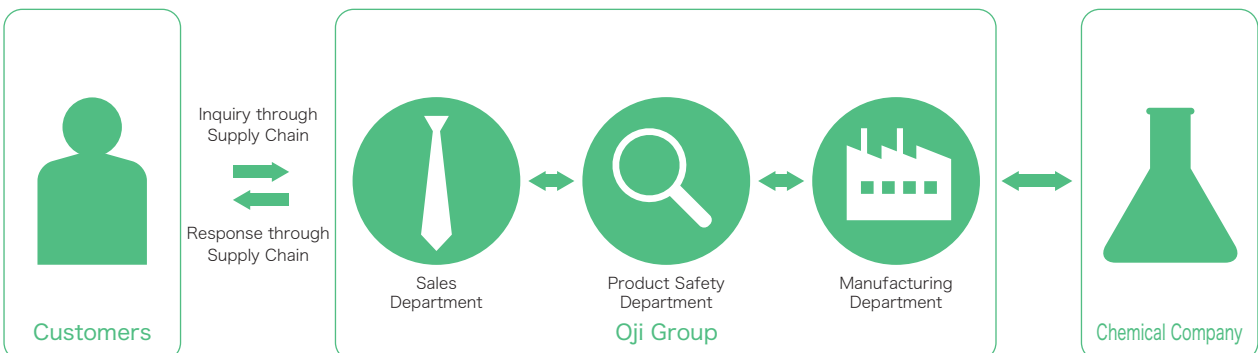 Inquiry through
Supply Chain
Response through
Supply Chain
Customers
Sales
Department
Product Safety
Department
Manufacturing
Department
Oji Group
Chemical Company